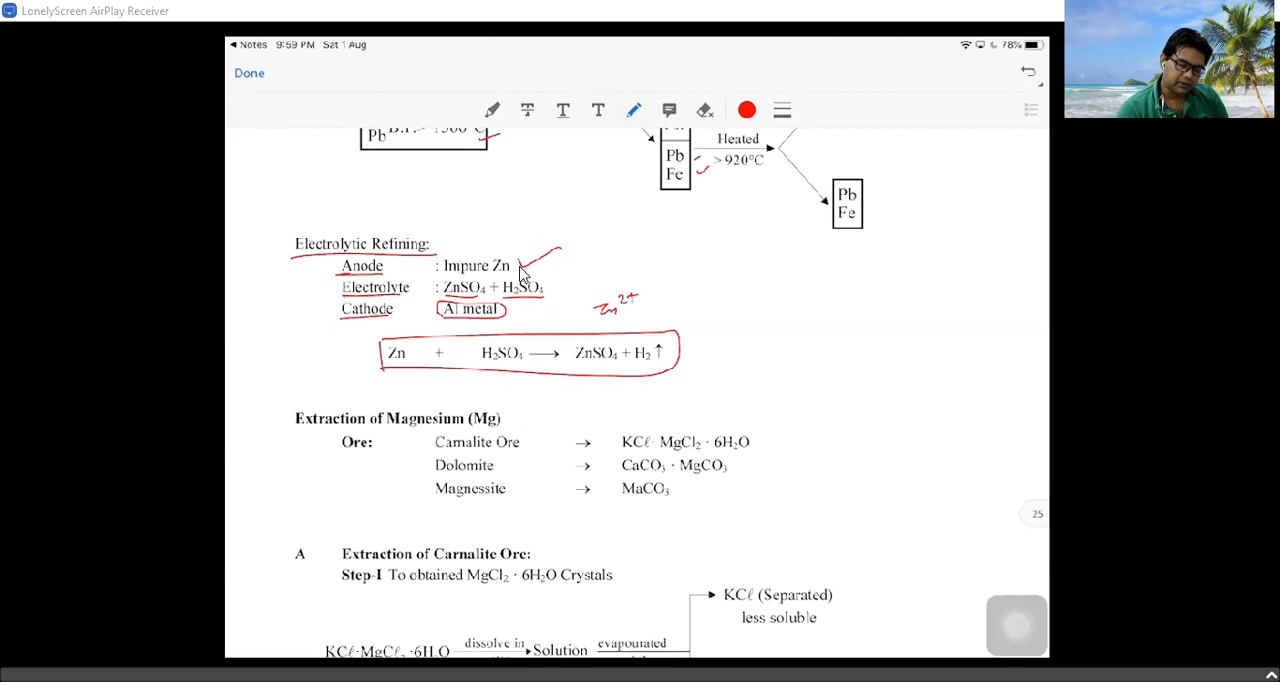 LonelyScreen AirPlay Receiver
Notes 9:59 PM Sat 1 Aug 78%
Done
T T T
Pb
Heated
Pb > 920°C
Fe
Pb
Fe
Electrolytic Refining:
Anode : Impure Zn
Electrolyte : ZnSO₄ + H₂SO₄
Cathode : Al metal Zn²⁺
Zn + H₂SO₄ ⟶ ZnSO₄ + H₂ ↑
Extraction of Magnesium (Mg)
Ore: Carnalite Ore → KCℓ· MgCl₂ · 6H₂O
Dolomite → CaCO₃ · MgCO₃
Magnessite → MaCO₃
25
A Extraction of Carnalite Ore:
Step-I To obtained MgCl₂ · 6H₂O Crystals
KCℓ (Separated)
less soluble
KCℓ·MgCℓ₂ ·6H₂O dissolve in Solution evapourated